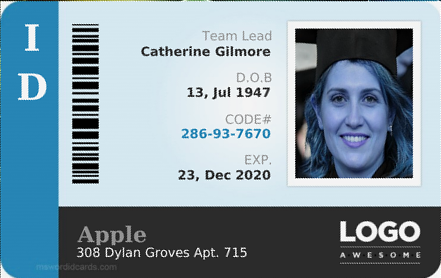 I
D
Team Lead
Catherine Gilmore
D.O.B
13, Jul 1947
CODE#
286-93-7670
EXP.
23, Dec 2020
Apple
308 Dylan Groves Apt. 715
LOGO
AWESOME